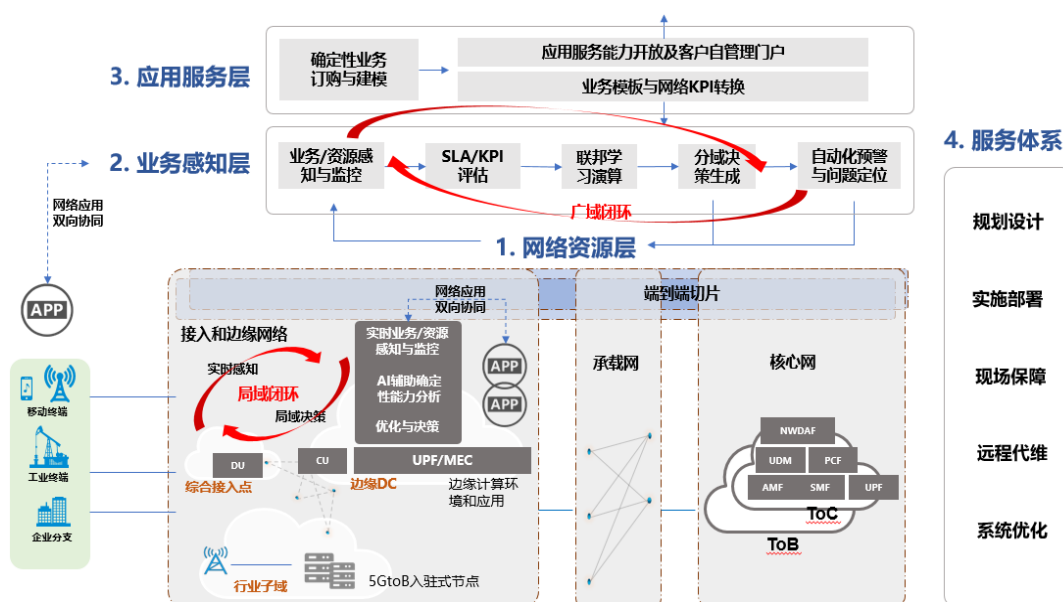 3. 应用服务层
确定性业务
订购与建模
应用服务能力开放及客户自管理门户
业务模板与网络KPI转换
2. 业务感知层
业务/资源感
知与监控
SLA/KPI
评估
联邦学
习演算
分域决
策生成
自动化预警
与问题定位
广域闭环
4. 服务体系
规划设计
实施部署
现场保障
远程代维
系统优化
网络应用
双向协同
APP
1. 网络资源层
端到端切片
网络应用
双向协同
接入和边缘网络
实时业务/资源
感知与监控
AI辅助确定
性能力分析
优化与决策
APP
APP
实时感知
局域闭环
局域决策
移动终端
工业终端
企业分支
DU
综合接入点
CU
边缘DC
UPF/MEC
边缘计算环
境和应用
行业子域
5GtoB入驻式节点
承载网
核心网
NWDAF
UDM
PCF
AMF
SMF
UPF
ToC
ToB